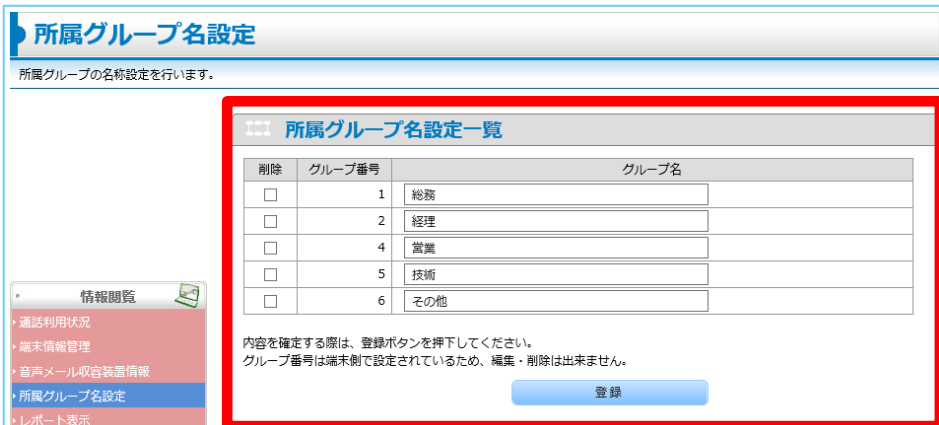 所属グループ名設定
所属グループの名称設定を行います。
所属グループ名設定一覧
削除 グループ番号 グループ名
1 総務
2 経理
4 営業
5 技術
6 その他
内容を確定する際は、登録ボタンを押下してください。
グループ番号は端末側で設定されているため、編集・削除は出来ません。
登録
情報閲覧
通話利用状況
端末情報管理
音声メール収容装置情報
所属グループ名設定
レポート表示